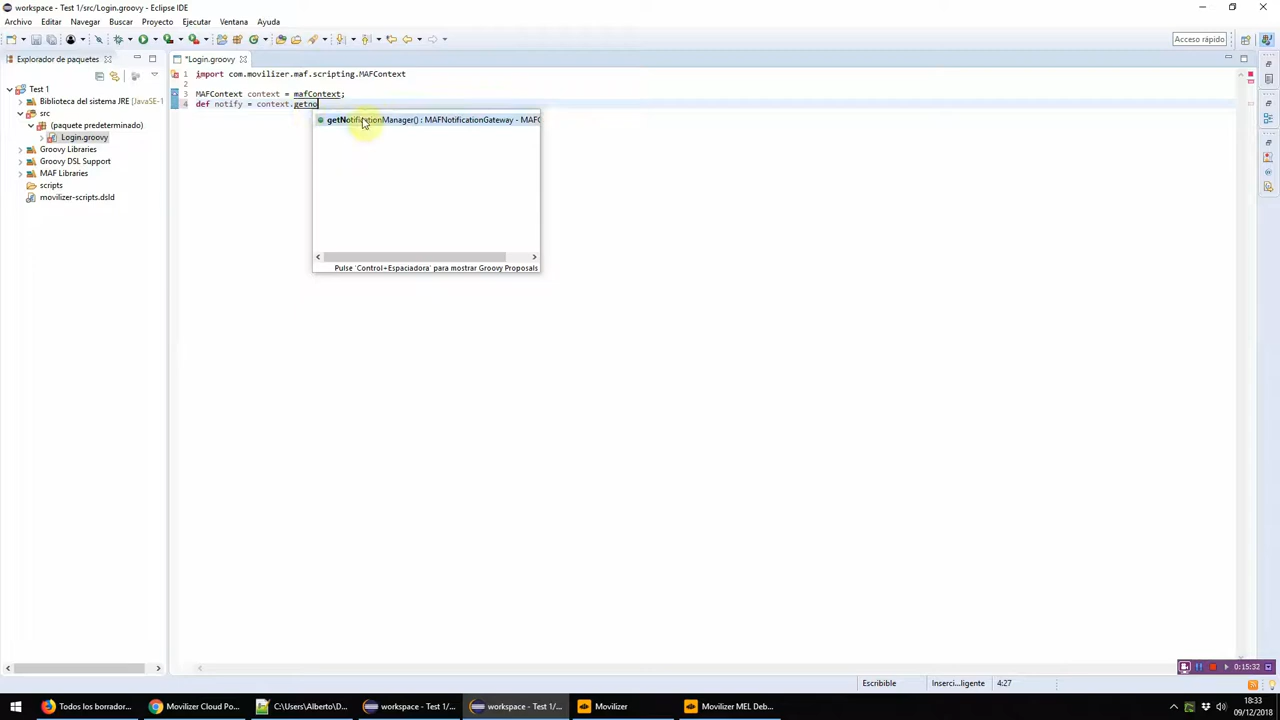 workspace - Test 1/src/Login.groovy - Eclipse IDE
Archivo Editar Navegar Buscar Proyecto Ejecutar Ventana Ayuda
Acceso rápido
Explorador de paquetes
*Login.groovy
Test 1
Biblioteca del sistema JRE [JavaSE-1
src
(paquete predeterminado)
Login.groovy
Groovy Libraries
Groovy DSL Support
MAF Libraries
scripts
movilizer-scripts.dsld
1 import com.movilizer.maf.scripting.MAFContext
2
3 MAFContext context = mafContext;
4 def notify = context.getno
getNotificationManager() : MAFNotificationGateway - MAFC
Pulse 'Control+Espaciadora' para mostrar Groovy Proposals
0:15:32
Escribible Inserci...ligente 4:27
Todos los borrador... Movilizer Cloud Po... C:\Users\Alberto\D... workspace - Test 1/... workspace - Test 1/... Movilizer Movilizer MEL Deb...
18:33
09/12/2018